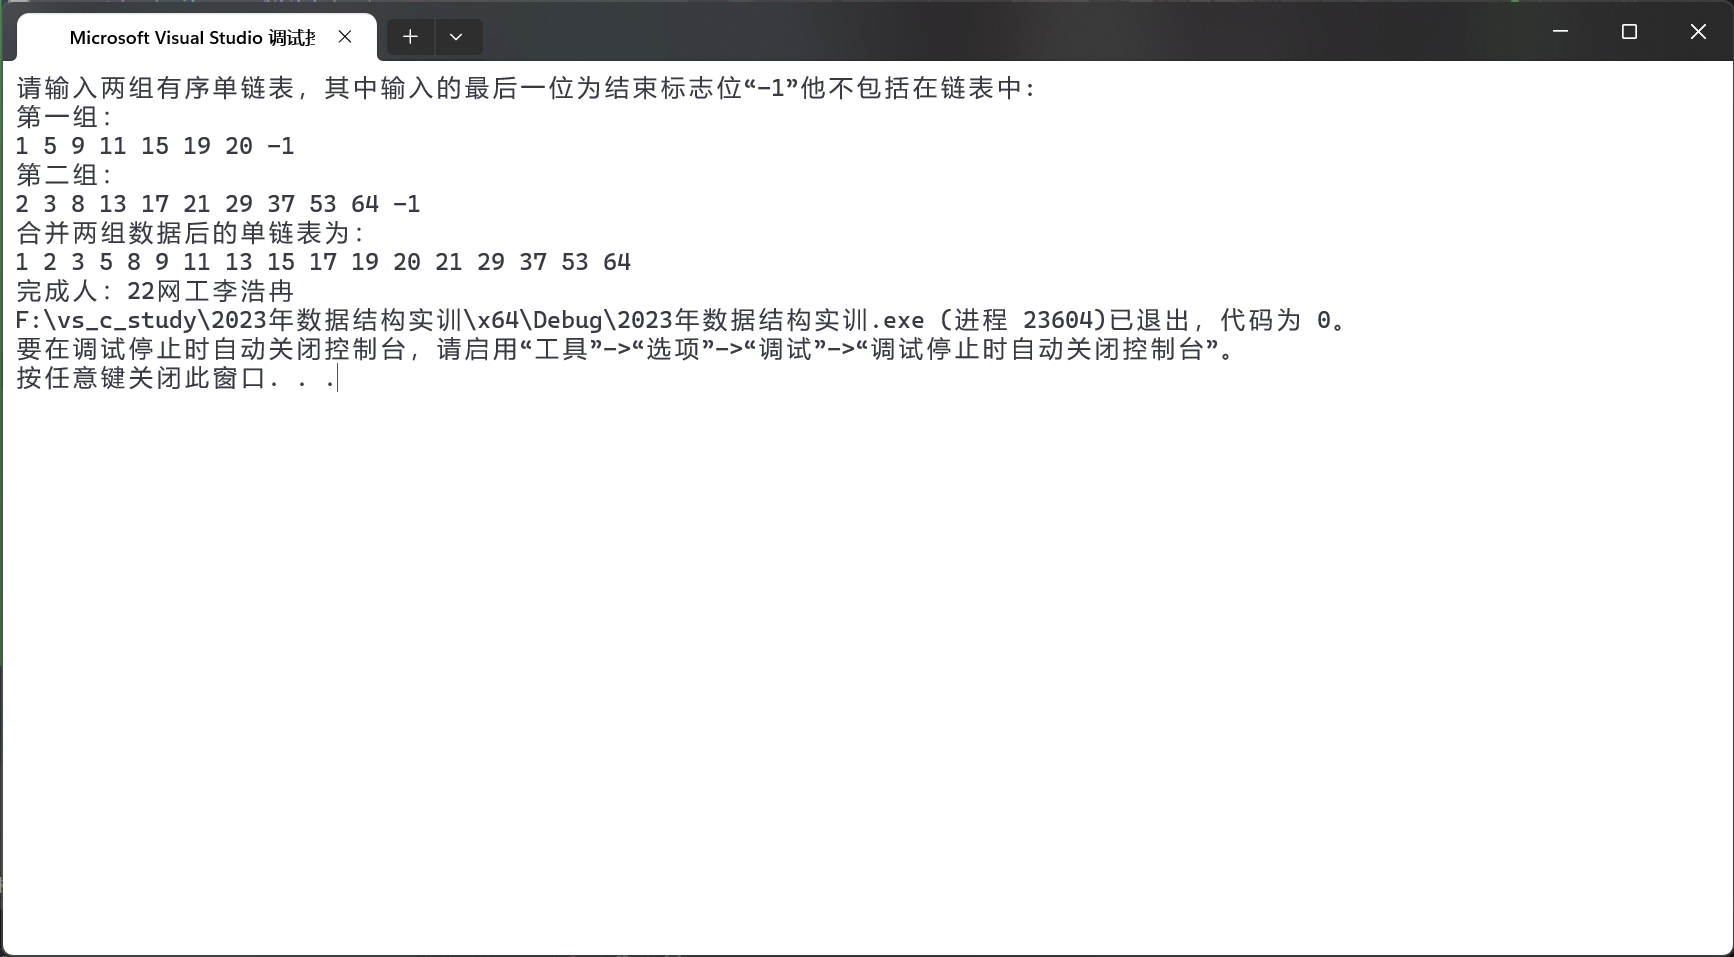 Microsoft Visual Studio 调试
请输入两组有序单链表，其中输入的最后一位为结束标志位“-1”他不包括在链表中：
第一组：
1 5 9 11 15 19 20 -1
第二组：
2 3 8 13 17 21 29 37 53 64 -1
合并两组数据后的单链表为：
1 2 3 5 8 9 11 13 15 17 19 20 21 29 37 53 64
完成人：22网工李浩冉
F:\vs_c_study\2023年数据结构实训\x64\Debug\2023年数据结构实训.exe (进程 23604)已退出，代码为 0。
要在调试停止时自动关闭控制台，请启用“工具”->“选项”->“调试”->“调试停止时自动关闭控制台”。
按任意键关闭此窗口. . .